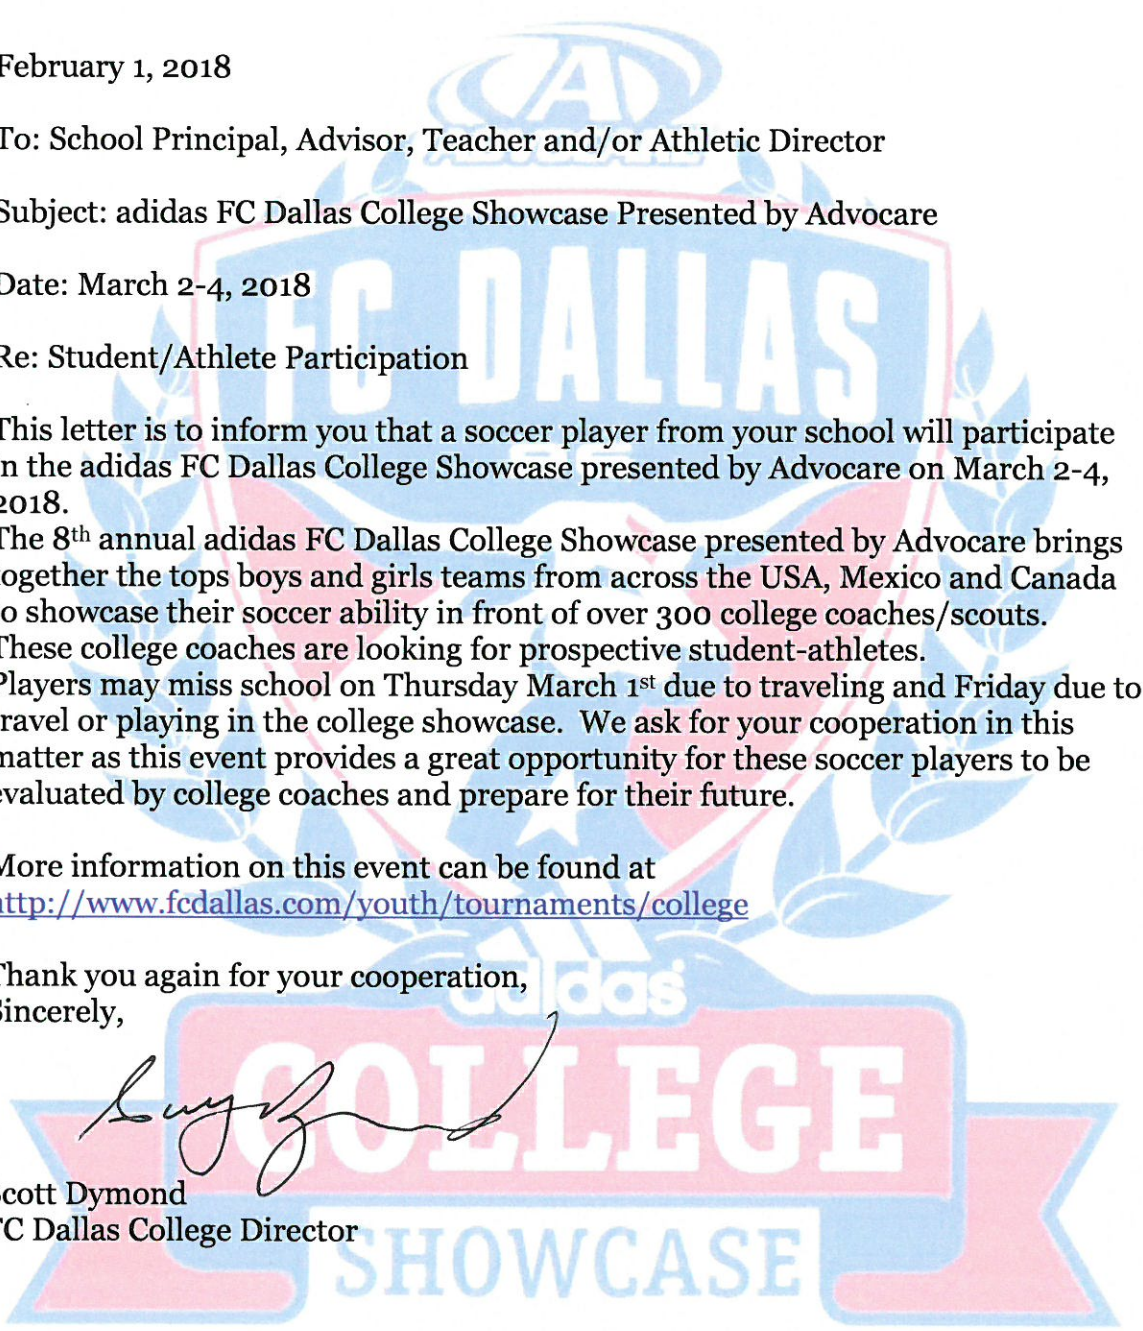 A
ADVOCARE
February 1, 2018
To: School Principal, Advisor, Teacher and/or Athletic Director
Subject: adidas FC Dallas College Showcase Presented by Advocare
Date: March 2-4, 2018
FC DALLAS
Re: Student/Athlete Participation
This letter is to inform you that a soccer player from your school will participate
in the adidas FC Dallas College Showcase presented by Advocare on March 2-4,
2018.
The 8th annual adidas FC Dallas College Showcase presented by Advocare brings
together the tops boys and girls teams from across the USA, Mexico and Canada
to showcase their soccer ability in front of over 300 college coaches/scouts.
These college coaches are looking for prospective student-athletes.
Players may miss school on Thursday March 1st due to traveling and Friday due to
travel or playing in the college showcase.  We ask for your cooperation in this
matter as this event provides a great opportunity for these soccer players to be
evaluated by college coaches and prepare for their future.
More information on this event can be found at
http://www.fcdallas.com/youth/tournaments/college
Thank you again for your cooperation,
adidas
Sincerely,
COLLEGE
Scott Dymond
FC Dallas College Director
SHOWCASE